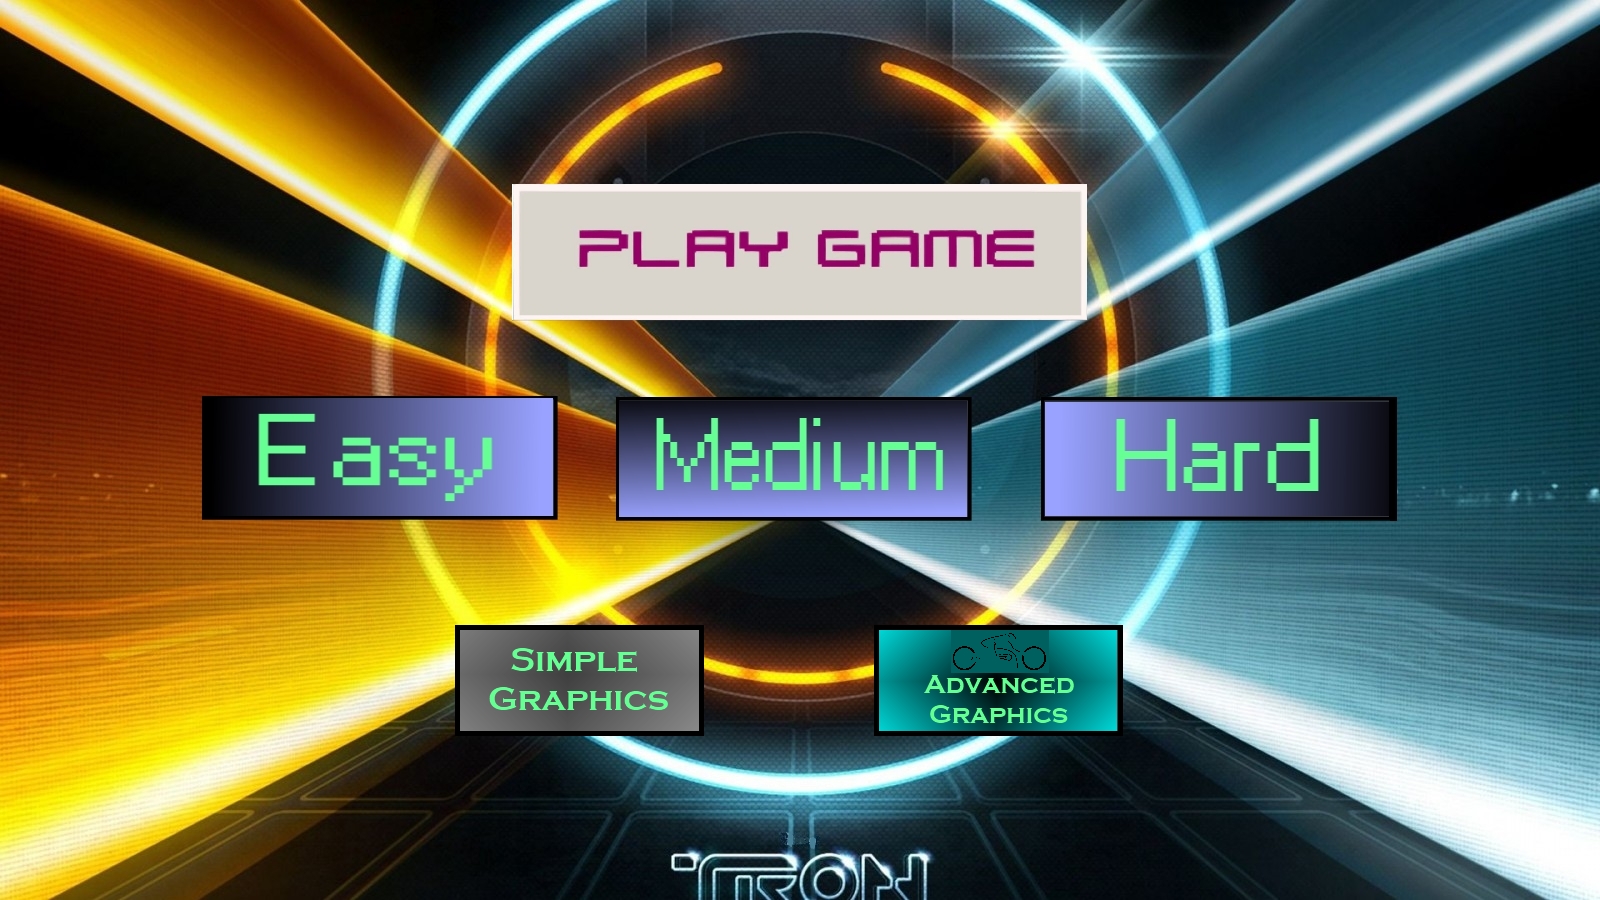 PLAY GAME
Easy
Medium
Hard
SIMPLE
GRAPHICS
ADVANCED
GRAPHICS
TRON